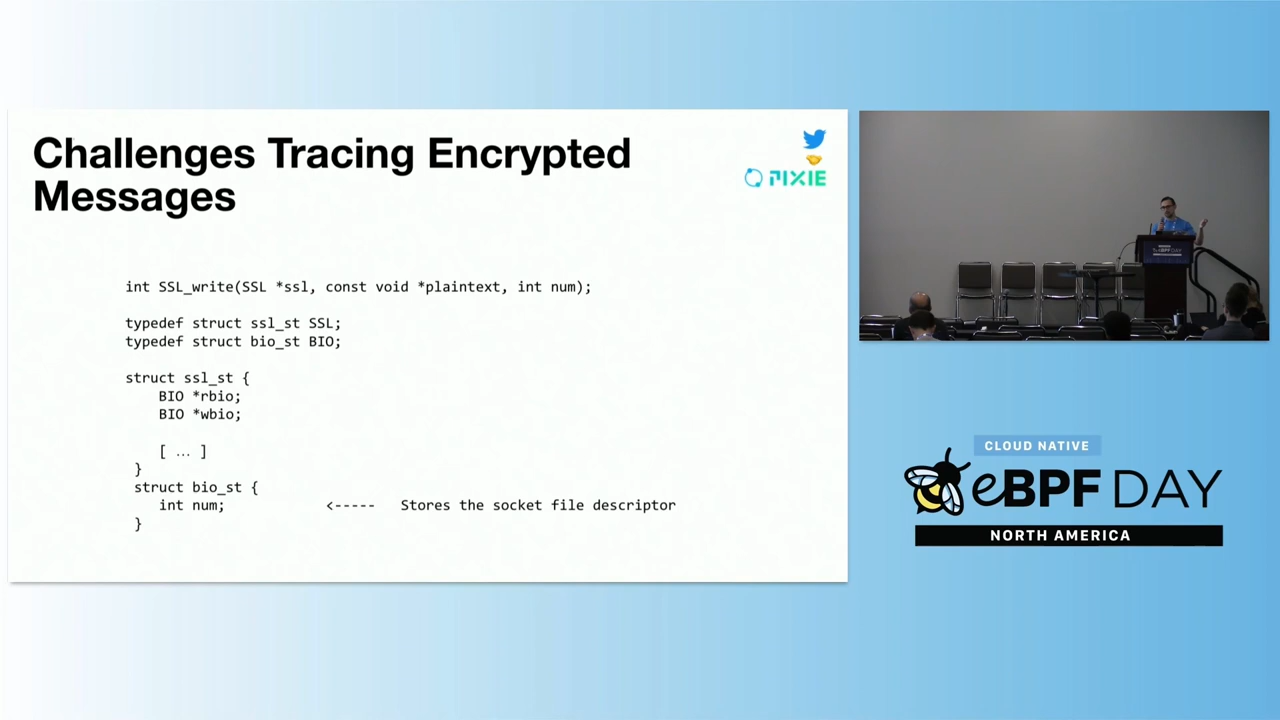 Challenges Tracing Encrypted
Messages
PIXIE
int SSL_write(SSL *ssl, const void *plaintext, int num);
typedef struct ssl_st SSL;
typedef struct bio_st BIO;
struct ssl_st {
BIO *rbio;
BIO *wbio;
[ … ]
}
struct bio_st {
int num; <----- Stores the socket file descriptor
}
eBPF DAY
CLOUD NATIVE
eBPF DAY
NORTH AMERICA